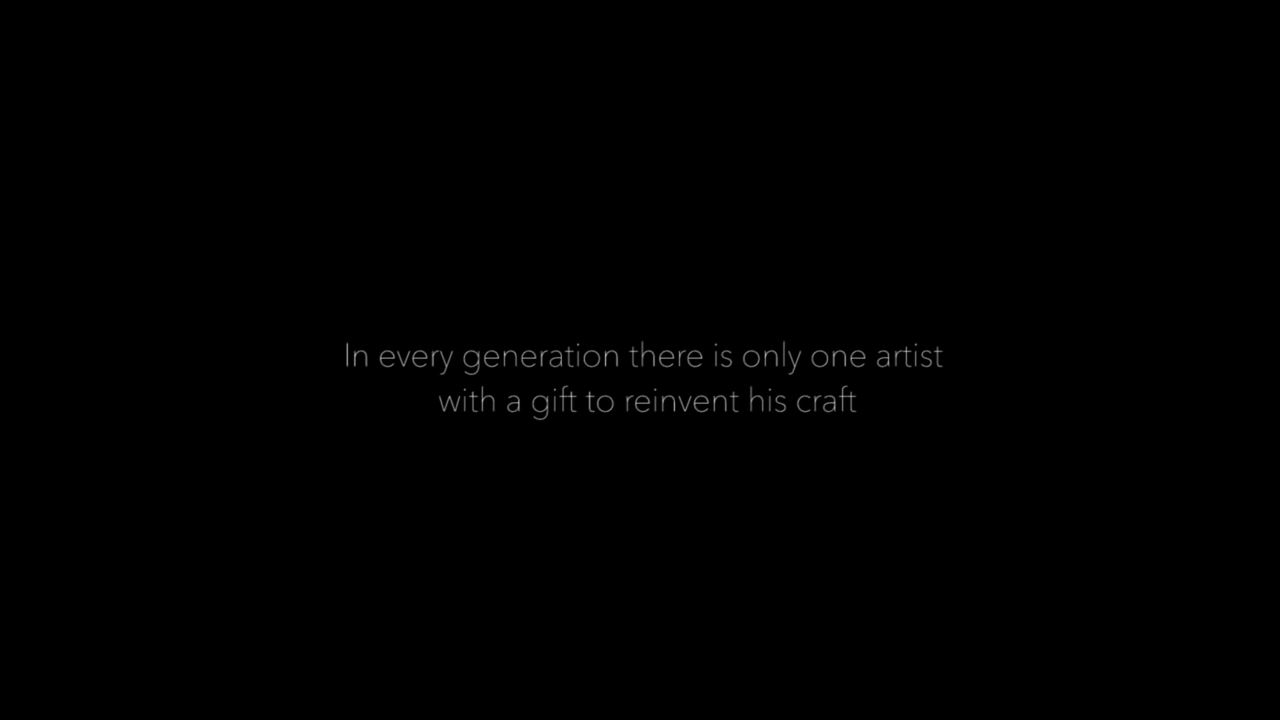 In every generation there is only one artist
with a gift to reinvent his craft